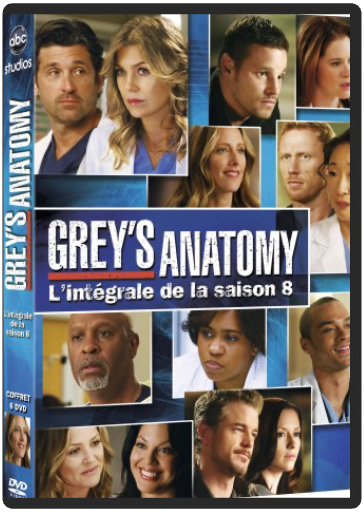 abc
studios
GREY'S ANATOMY
L'intégrale
de la
saison 8
COFFRET
6 DVD
DVD
GREY'S ANATOMY
L'intégrale de la saison 8